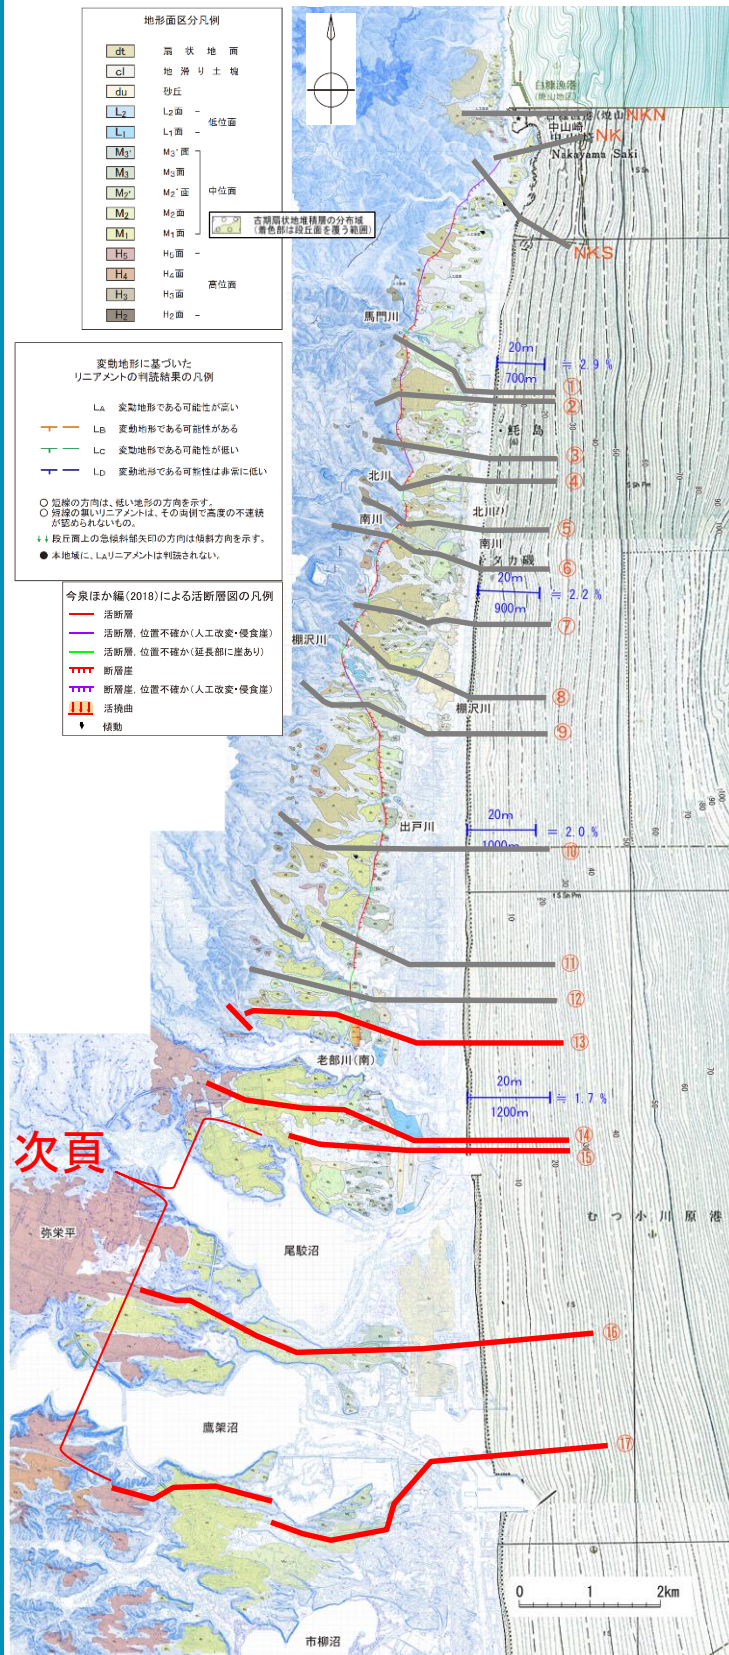 地形面区分凡例
dt 扇状地面
cl 地滑り土塊
du 砂丘
L2 L2面
L1 L1面
低位面
M3' M3'面
M3 M3面
M2' M2'面
M2 M2面
M1 M1面
中位面
H5 H5面
H4 H4面
H3 H3面
H2 H2面
高位面
古期扇状地堆積層の分布域
(着色部は段丘面を覆う範囲)
変動地形に基づいた
リニアメントの判読結果の凡例
LA 変動地形である可能性が高い
LB 変動地形である可能性がある
LC 変動地形である可能性が低い
LD 変動地形である可能性は非常に低い
○ 短線の方向は、低い地形の方向を示す。
○ 短線の無いリニアメントは、その両側で高度の不連続
が認められないもの。
↓↓ 段丘面上の急傾斜部矢印の方向は傾斜方向を示す。
● 本地域に、LAリニアメントは判読されない。
今泉ほか編(2018)による活断層図の凡例
活断層
活断層, 位置不確か(人工改変・侵食崖)
活断層, 位置不確か(延長部に崖あり)
断層崖
断層崖, 位置不確か(人工改変・侵食崖)
活撓曲
傾動
白糠漁港
(焼山地区)
NKN
中山崎
NK
Nakayama Saki
NKS
馬門川
20m
700m
≒ 2.9 %
①
②
③
④
⑤
⑥
北川
北川
南川
南川
タカ磯
20m
900m
≒ 2.2 %
⑦
棚沢川
⑧
棚沢川
⑨
出戸川
20m
1000m
≒ 2.0 %
⑩
⑪
⑫
⑬
老部川(南)
20m
1200m
≒ 1.7 %
⑭
⑮
次頁
むつ小川原港
弥栄平
尾駮沼
⑯
鷹架沼
⑰
0 1 2km
市柳沼